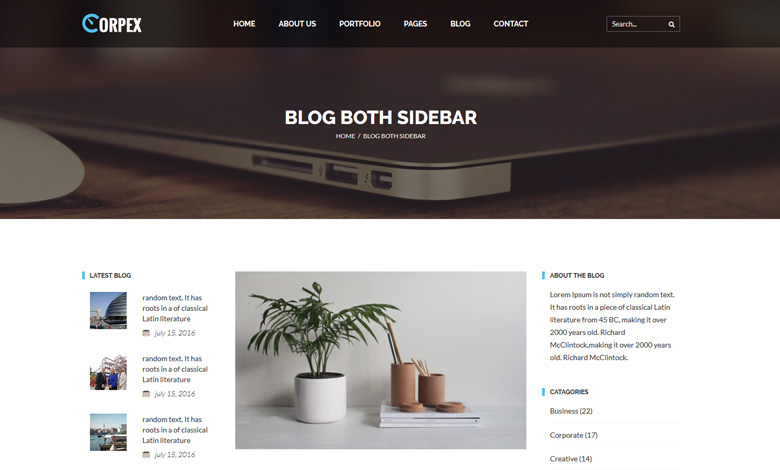 CORPEX
HOME ABOUT US PORTFOLIO PAGES BLOG CONTACT
Search...
BLOG BOTH SIDEBAR
HOME / BLOG BOTH SIDEBAR
LATEST BLOG
random text. It has
roots in a of classical
Latin literature
july 15, 2016
random text. It has
roots in a of classical
Latin literature
july 15, 2016
random text. It has
roots in a of classical
Latin literature
july 15, 2016
ABOUT THE BLOG
Lorem Ipsum is not simply random text.
It has roots in a piece of classical Latin
literature from 45 BC, making it over
2000 years old. Richard
McClintock,making it over 2000 years
old. Richard McClintock.
CATAGORIES
Business (22)
Corporate (17)
Creative (14)